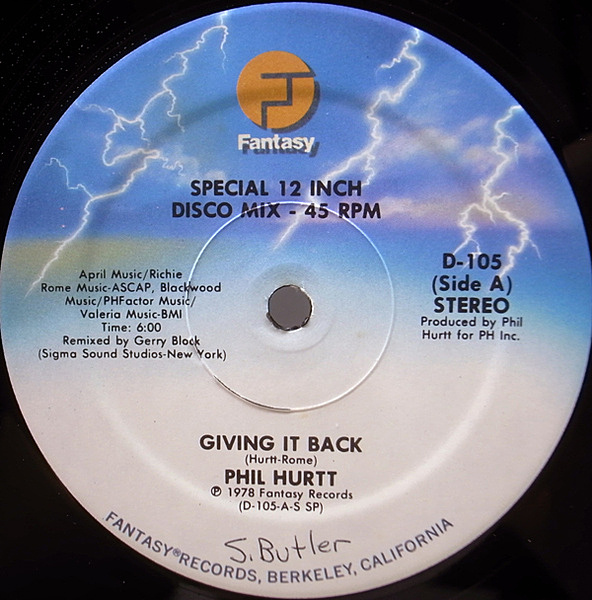 Fantasy
SPECIAL 12 INCH
DISCO MIX - 45 RPM
April Music/Richie
Rome Music-ASCAP, Blackwood
Music/PHFactor Music/
Valeria Music-BMI
Time: 6:00
Remixed by Gerry Block
(Sigma Sound Studios-New York)
D-105
(Side A)
STEREO
Produced by Phil
Hurtt for PH Inc.
GIVING IT BACK
(Hurtt-Rome)
PHIL HURTT
℗ 1978 Fantasy Records
(D-105-A-S SP)
S. Butler
FANTASY® RECORDS, BERKELEY, CALIFORNIA